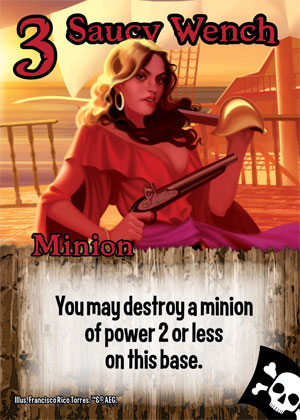 3 Saucy Wench
Minion
You may destroy a minion
of power 2 or less
on this base.
Illus: Francisco Rico Torres. ™© AEG.